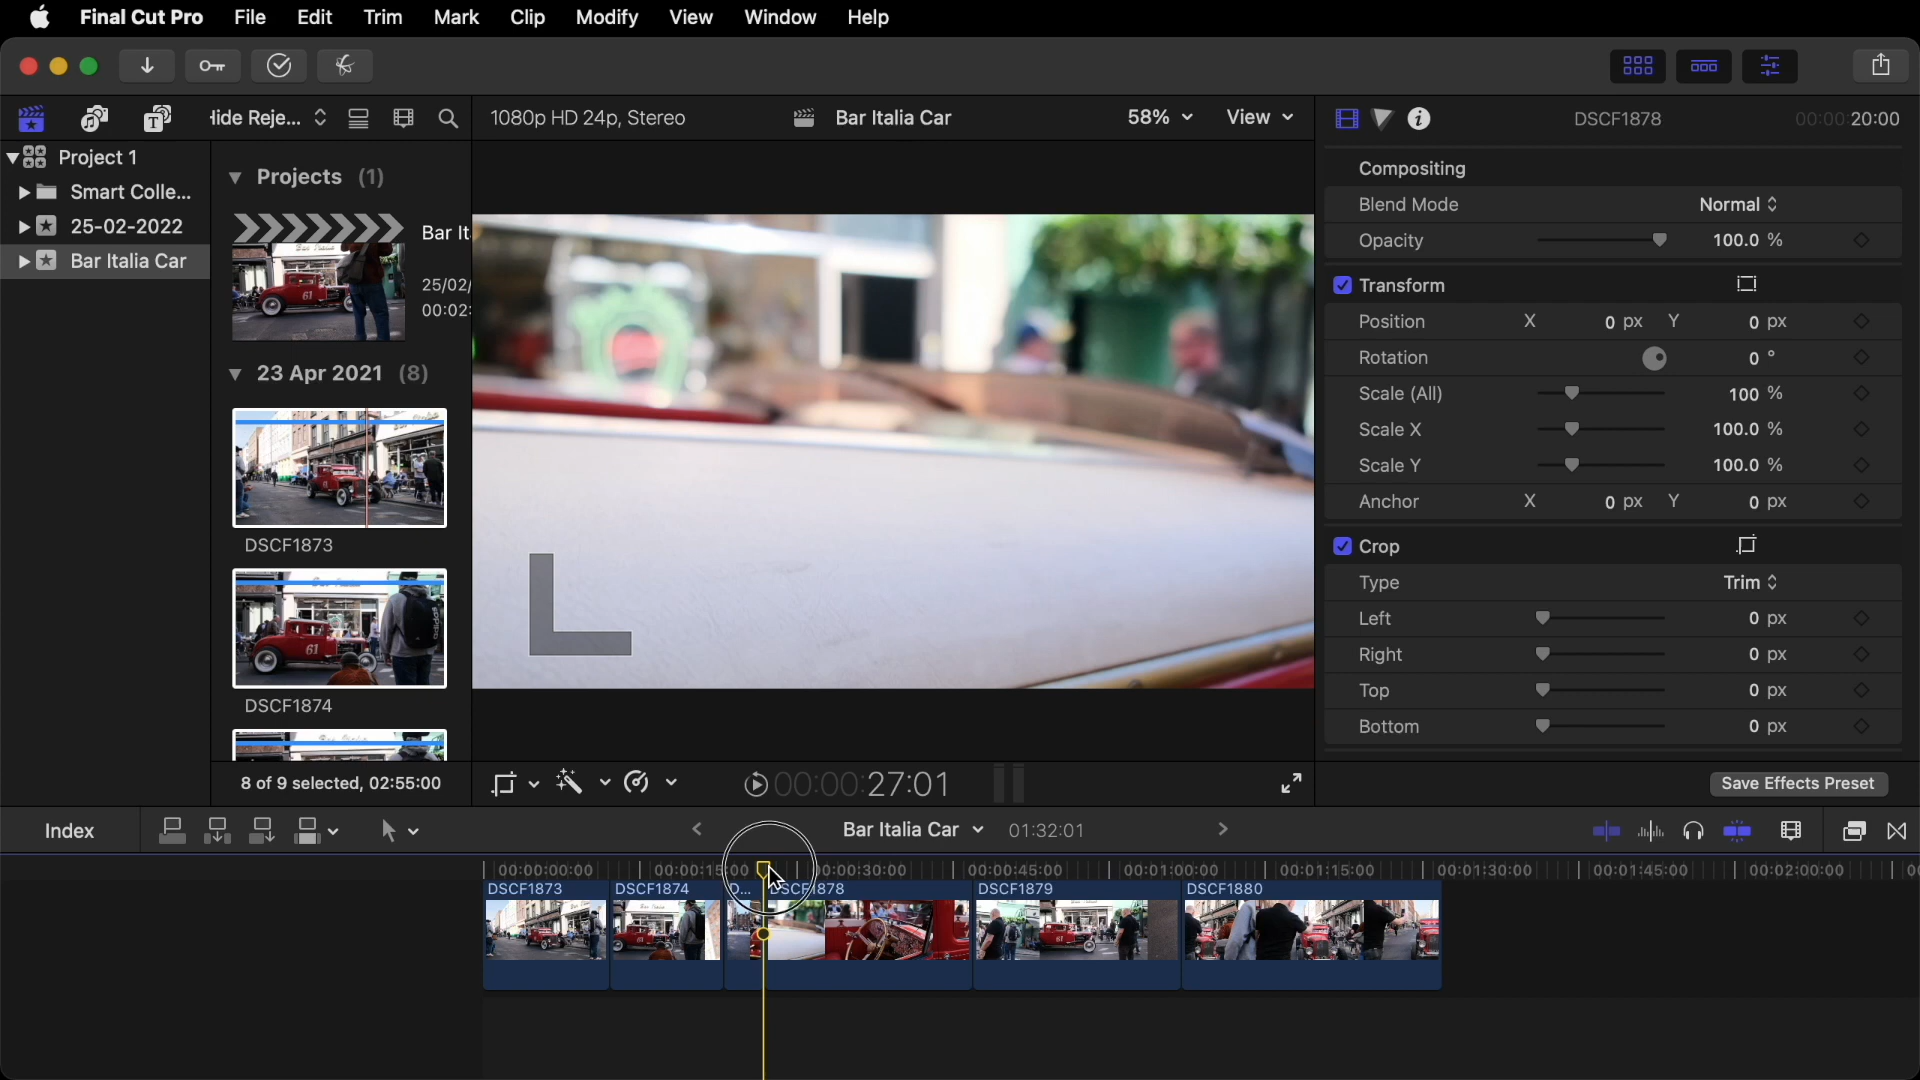 Final Cut Pro File Edit Trim Mark Clip Modify View Window Help
Hide Reje...
1080p HD 24p, Stereo
Bar Italia Car
58%
View
DSCF1878
00:00:20:00
Project 1
Smart Colle...
25-02-2022
Bar Italia Car
Projects (1)
Bar It
25/02/
00:02:
23 Apr 2021 (8)
DSCF1873
DSCF1874
8 of 9 selected, 02:55:00
Compositing
Blend Mode Normal
Opacity 100.0 %
Transform
Position X 0 px Y 0 px
Rotation 0 °
Scale (All) 100 %
Scale X 100.0 %
Scale Y 100.0 %
Anchor X 0 px Y 0 px
Crop
Type Trim
Left 0 px
Right 0 px
Top 0 px
Bottom 0 px
Save Effects Preset
00:00:27:01
Index
Bar Italia Car 01:32:01
00:00:00:00 00:00:15:00 00:00:30:00 00:00:45:00 00:01:00:00 00:01:15:00 00:01:30:00 00:01:45:00 00:02:00:00
DSCF1873 DSCF1874 D... DSCF1878 DSCF1879 DSCF1880